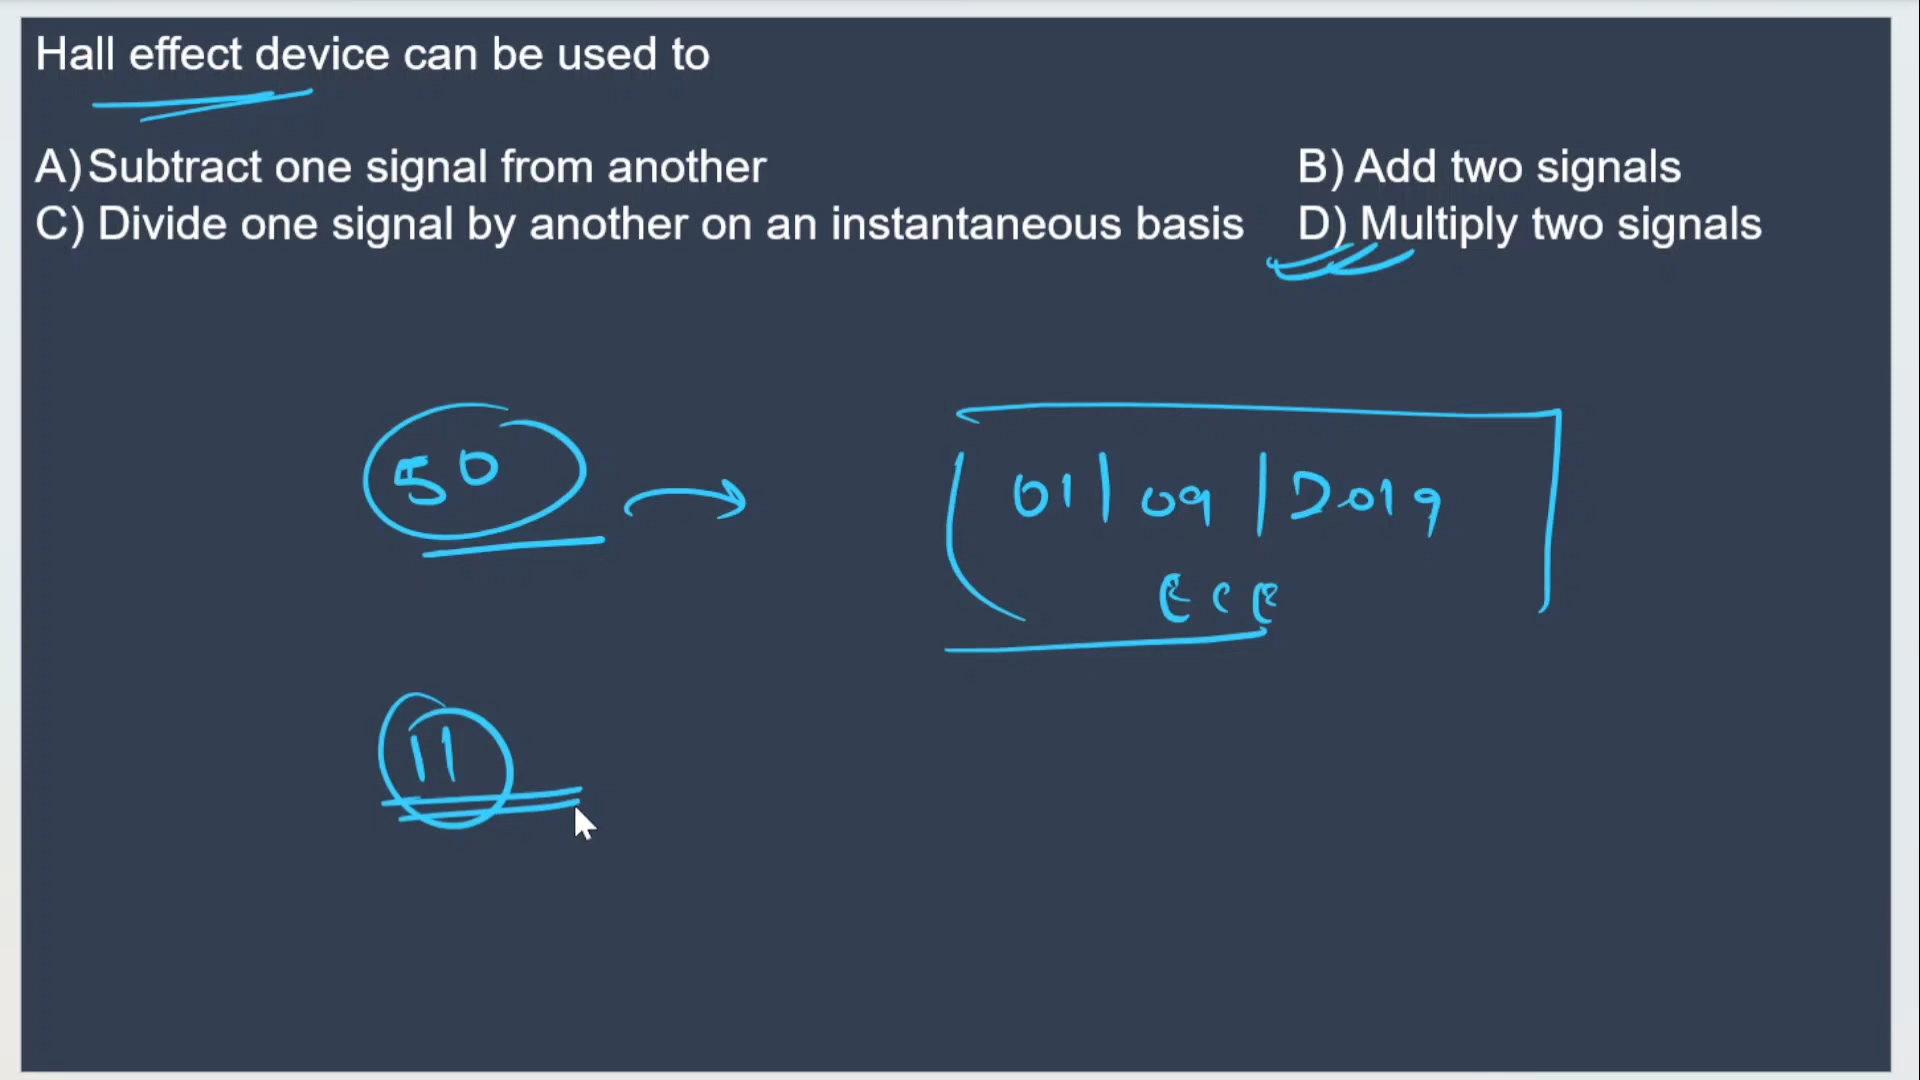 Hall effect device can be used to
A)Subtract one signal from another B) Add two signals
C) Divide one signal by another on an instantaneous basis D) Multiply two signals
50
01|09|2019
ECE
11